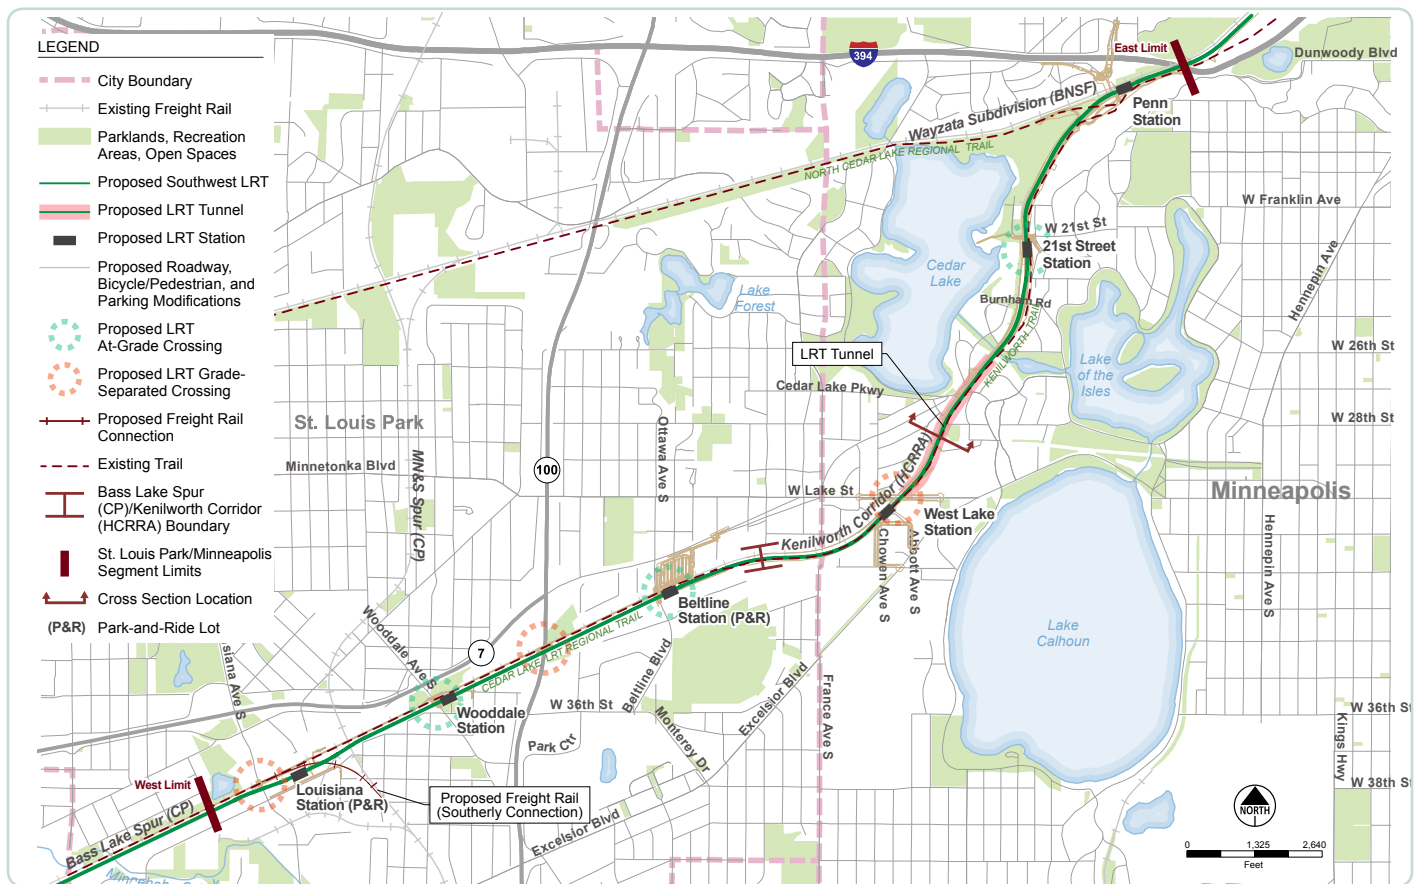 LEGEND
City Boundary
Existing Freight Rail
Parklands, Recreation
Areas, Open Spaces
Proposed Southwest LRT
Proposed LRT Tunnel
Proposed LRT Station
Proposed Roadway,
Bicycle/Pedestrian, and
Parking Modifications
Proposed LRT
At-Grade Crossing
Proposed LRT Grade-
Separated Crossing
Proposed Freight Rail
Connection
Existing Trail
Bass Lake Spur
(CP)/Kenilworth Corridor
(HCRRA) Boundary
St. Louis Park/Minneapolis
Segment Limits
Cross Section Location
(P&R) Park-and-Ride Lot
394
East Limit
Dunwoody Blvd
Penn
Station
Wayzata Subdivision (BNSF)
NORTH CEDAR LAKE REGIONAL TRAIL
W Franklin Ave
W 21st St
21st Street
Station
Hennepin Ave
Cedar
Lake
Burnham Rd
Lake
Forest
KENILWORTH TRAIL
W 26th St
LRT Tunnel
Lake
of the
Isles
Cedar Lake Pkwy
W 28th St
St. Louis Park
Ottawa Ave S
Minnetonka Blvd
MN&S Spur (CP)
100
W Lake St
Minneapolis
West Lake
Station
Kenilworth Corridor (HCRRA)
Chowen Ave S
Abbott Ave S
Hennepin Ave S
Beltline
Station (P&R)
Lake
Calhoun
Wooddale Ave S
7
CEDAR LAKE LRT REGIONAL TRAIL
Beltline Blvd
Excelsior Blvd
France Ave S
siana Ave S
Wooddale
Station
W 36th St
Monterey Dr
Park Ctr
W 36th St
Kings Hwy
W 38th St
West Limit
Louisiana
Station (P&R)
Proposed Freight Rail
(Southerly Connection)
Bass Lake Spur (CP)
Excelsior Blvd
NORTH
0 1,325 2,640
Feet